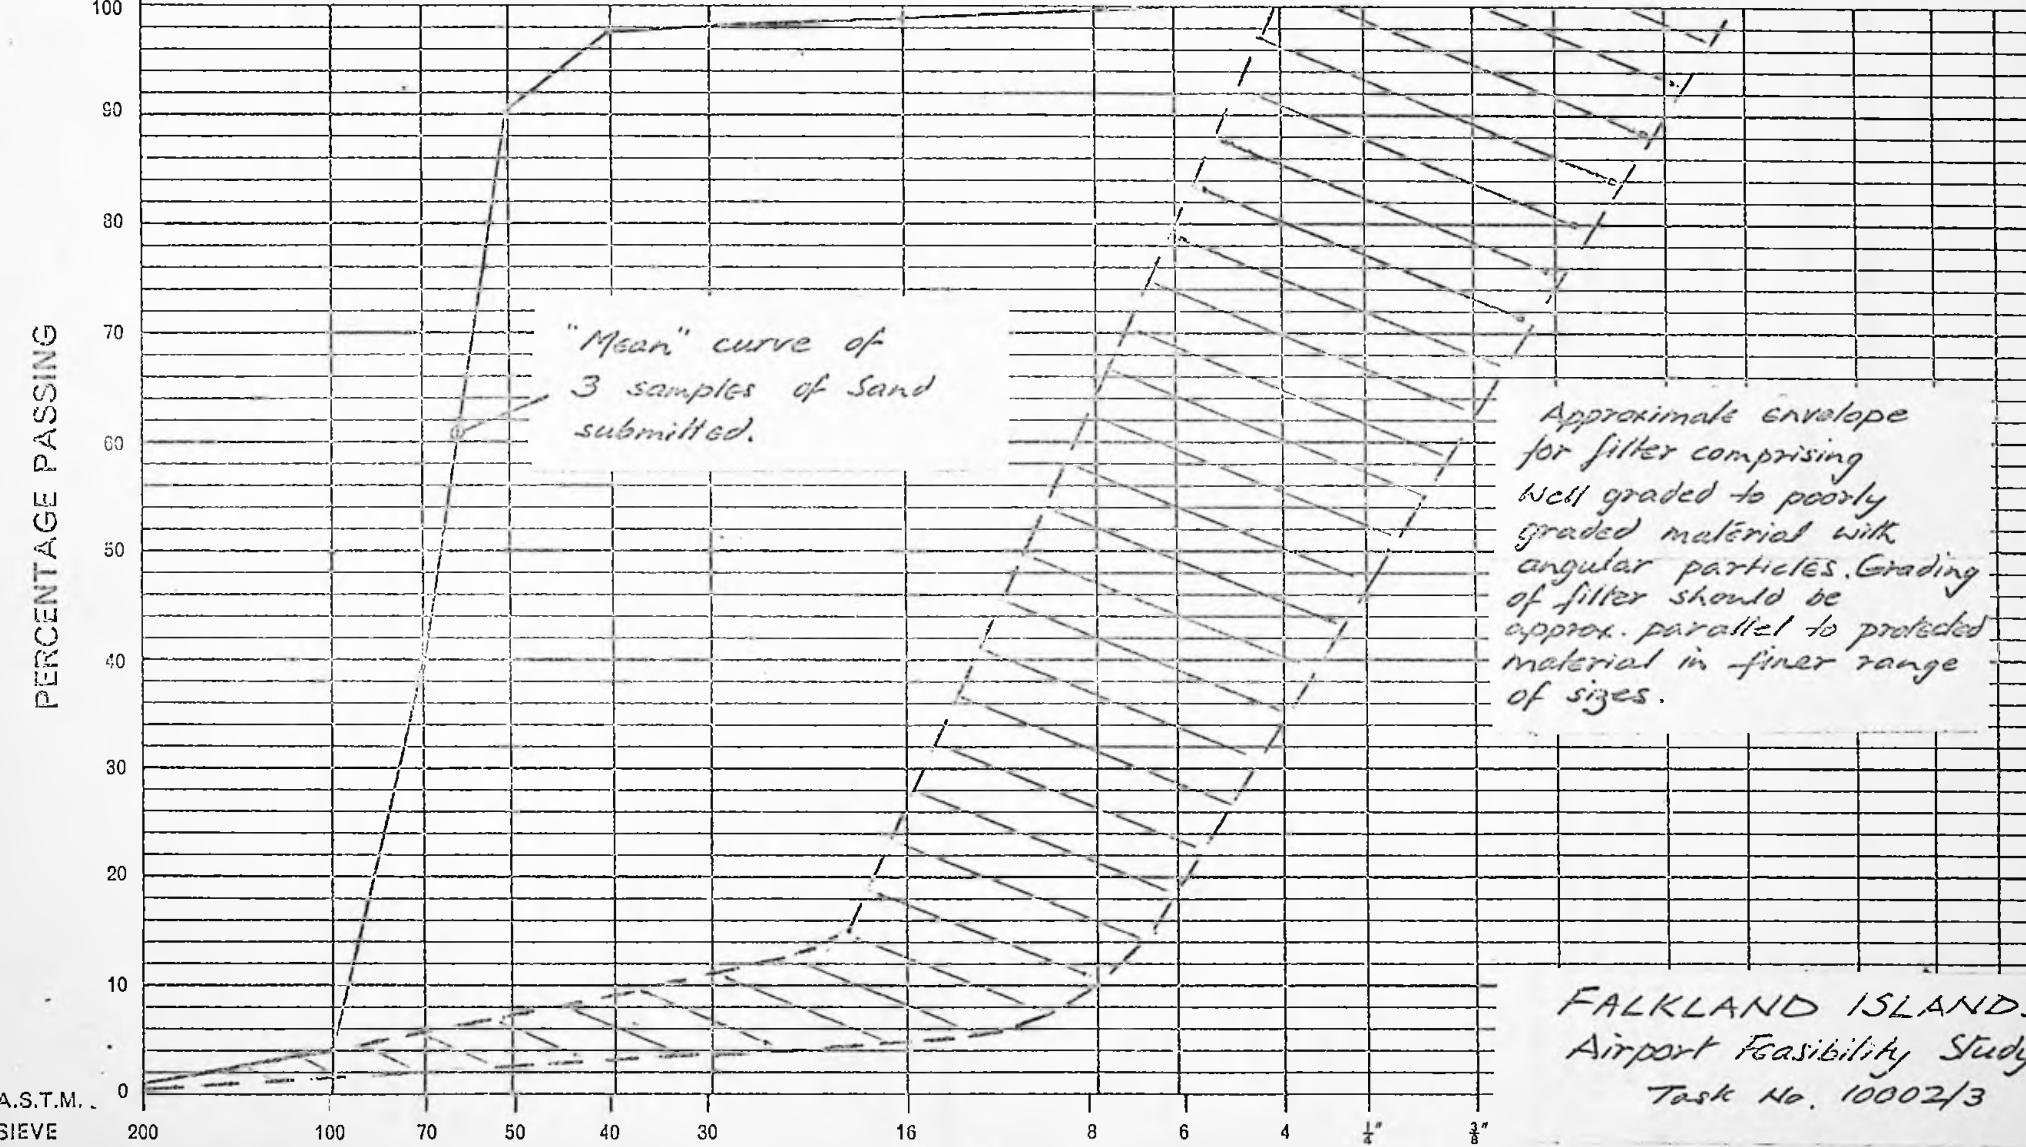 100
90
80
70
60
50
40
30
20
10
0
PERCENTAGE PASSING
"Mean" curve of
3 samples of Sand
submitted.
Approximate envelope
for filter comprising
Well graded to poorly
graded material with
angular particles. Grading
of filter should be
approx. parallel to protected
material in finer range
of sizes.
FALKLAND ISLAND
Airport Feasibility Study
Task No. 10002/3
A.S.T.M.
SIEVE 200 100 70 50 40 30 16 8 6 4 1/4" 3/8"